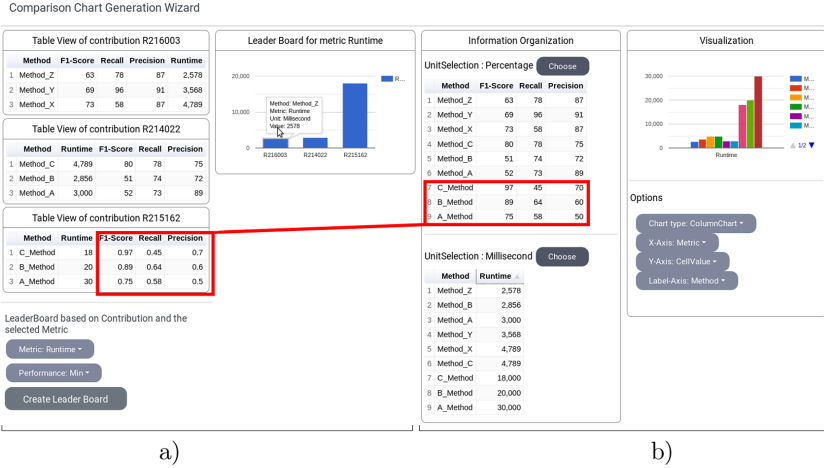 Comparison Chart Generation Wizard
Table View of contribution R216003
Method F1-Score Recall Precision Runtime
1 Method_Z 63 78 87 2,578
2 Method_Y 69 96 91 3,568
3 Method_X 73 58 87 4,789
Table View of contribution R214022
Method Runtime F1-Score Recall Precision
1 Method_C 4,789 80 78 75
2 Method_B 2,856 51 74 72
3 Method_A 3,000 52 73 89
Table View of contribution R215162
Method Runtime F1-Score Recall Precision
1 C_Method 18 0.97 0.45 0.7
2 B_Method 20 0.89 0.64 0.6
3 A_Method 30 0.75 0.58 0.5
LeaderBoard based on Contribution and the
selected Metric
Metric: Runtime
Performance: Min
Create Leader Board
Leader Board for metric Runtime
20,000
10,000
0
R...
Method: Method_Z
Metric: Runtime
Unit: Millisecond
Value: 2578
R216003 R214022 R215162
Information Organization
UnitSelection : Percentage Choose
Method F1-Score Recall Precision
1 Method_Z 63 78 87
2 Method_Y 69 96 91
3 Method_X 73 58 87
4 Method_C 80 78 75
5 Method_B 51 74 72
6 Method_A 52 73 89
7 C_Method 97 45 70
8 B_Method 89 64 60
9 A_Method 75 58 50
UnitSelection : Millisecond Choose
Method Runtime
1 Method_Z 2,578
2 Method_B 2,856
3 Method_A 3,000
4 Method_Y 3,568
5 Method_X 4,789
6 Method_C 4,789
7 C_Method 18,000
8 B_Method 20,000
9 A_Method 30,000
Visualization
30,000
20,000
10,000
0
Runtime
M...
M...
M...
M...
M...
M...
1/2
Options
Chart type: ColumnChart
X-Axis: Metric
Y-Axis: CellValue
Label-Axis: Method
a) b)